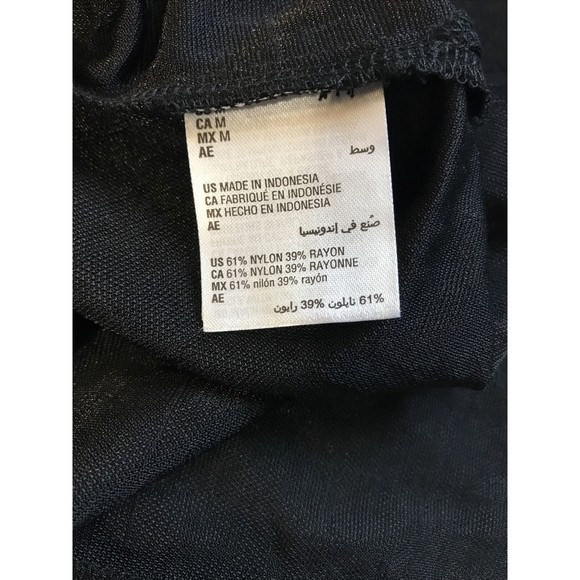 CA M
MX M
AE وسط
US MADE IN INDONESIA
CA FABRIQUÉ EN INDONÉSIE
MX HECHO EN INDONESIA
AE
صُنع في إندونيسيا
US 61% NYLON 39% RAYON
CA 61% NYLON 39% RAYONNE
MX 61% nilón 39% rayón
AE
61% نايلون 39% رايون